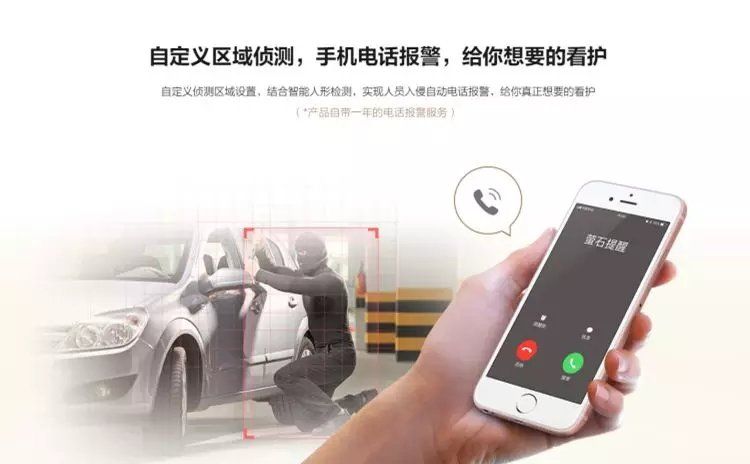 自定义区域侦测，手机电话报警，给你想要的看护
自定义侦测区域设置，结合智能人形检测，实现人员入侵自动电话报警，给你真正想要的看护
（*产品自带一年的电话报警服务）
萤石提醒